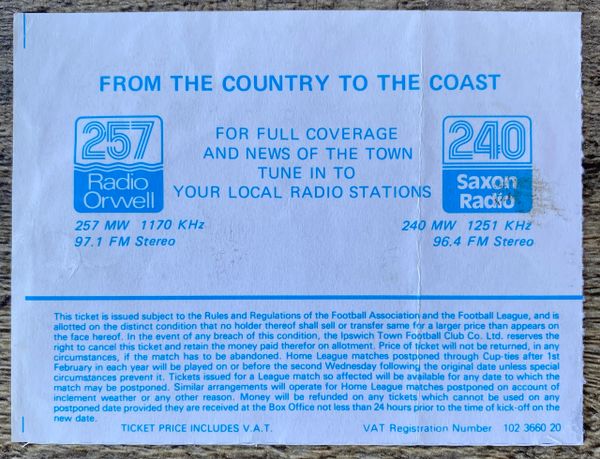 FROM THE COUNTRY TO THE COAST
257
Radio
Orwell
257 MW 1170 KHz
97.1 FM Stereo
FOR FULL COVERAGE
AND NEWS OF THE TOWN
TUNE IN TO
YOUR LOCAL RADIO STATIONS
240
Saxon
Radio
240 MW 1251 KHz
96.4 FM Stereo
This ticket is issued subject to the Rules and Regulations of the Football Association and the Football League, and is
allotted on the distinct condition that no holder thereof shall sell or transfer same for a larger price than appears on
the face hereof. In the event of any breach of this condition, the Ipswich Town Football Club Co. Ltd. reserves the
right to cancel this ticket and retain the money paid therefor on allotment. Price of ticket will not be returned, in any
circumstances, if the match has to be abandoned. Home League matches postponed through Cup-ties after 1st
February in each year will be played on or before the second Wednesday following the original date unless special
circumstances prevent it. Tickets issued for a League match so affected will be available for any date to which the
match may be postponed. Similar arrangements will operate for Home League matches postponed on account of
inclement weather or any other reason. Money will be refunded on any tickets which cannot be used on any
postponed date provided they are received at the Box Office not less than 24 hours prior to the time of kick-off on the
new date.
TICKET PRICE INCLUDES V.A.T. VAT Registration Number 102 3660 20